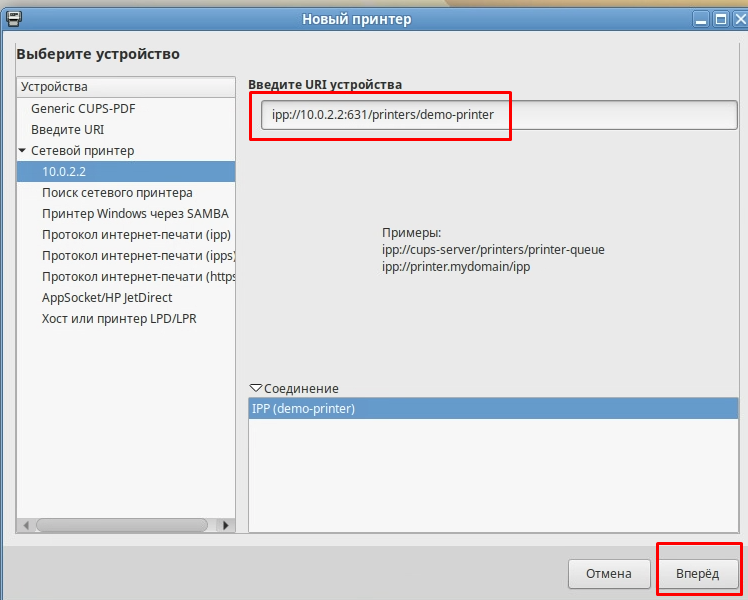 Новый принтер
Выберите устройство
Устройства
Generic CUPS-PDF
Введите URI
Сетевой принтер
10.0.2.2
Поиск сетевого принтера
Принтер Windows через SAMBA
Протокол интернет-печати (ipp)
Протокол интернет-печати (ipps)
Протокол интернет-печати (https
AppSocket/HP JetDirect
Хост или принтер LPD/LPR
Введите URI устройства
ipp://10.0.2.2:631/printers/demo-printer
Примеры:
ipp://cups-server/printers/printer-queue
ipp://printer.mydomain/ipp
Соединение
IPP (demo-printer)
Отмена
Вперёд